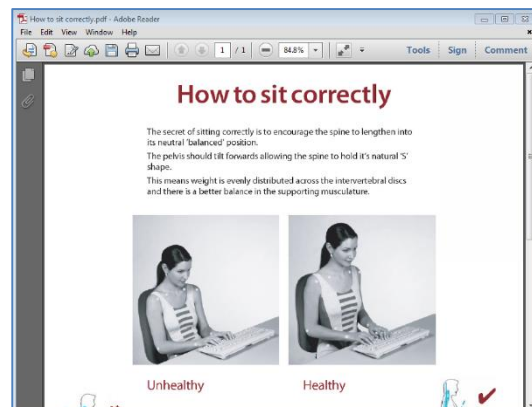 How to sit correctly.pdf - Adobe Reader
File Edit View Window Help
1 / 1 84.8% Tools Sign Comment
How to sit correctly
The secret of sitting correctly is to encourage the spine to lengthen into
its neutral 'balanced' position.
The pelvis should tilt forwards allowing the spine to hold it's natural 'S'
shape.
This means weight is evenly distributed across the intervertebral discs
and there is a better balance in the supporting musculature.
Unhealthy Healthy